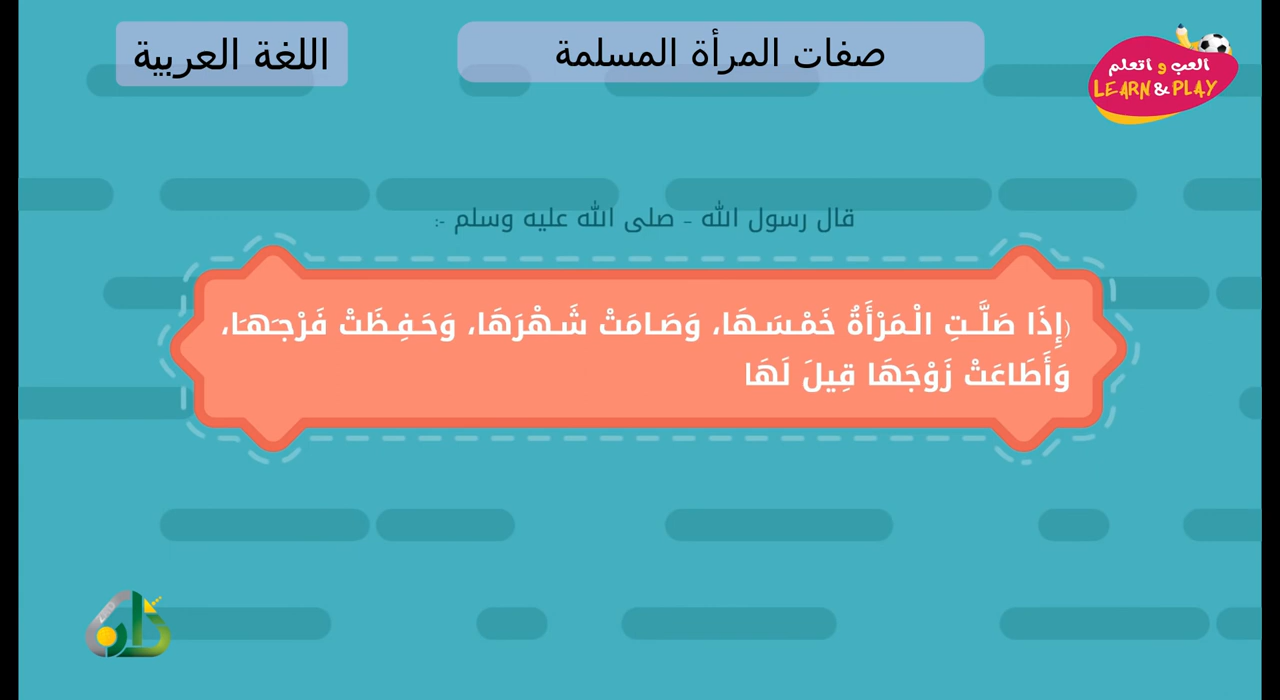 اللغة العربية
صفات المرأة المسلمة
العب و اتعلم
LEARN & PLAY
قال رسول الله - صلى الله عليه وسلم -:
(إِذَا صَلَّتِ الْمَرْأَةُ خَمْسَهَا، وَصَامَتْ شَهْرَهَا، وَحَفِظَتْ فَرْجَهَا،
وَأَطَاعَتْ زَوْجَهَا قِيلَ لَهَا